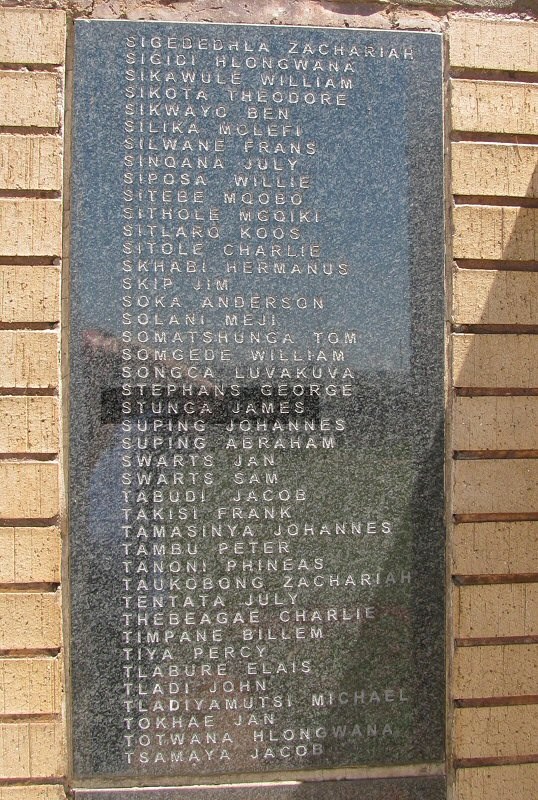 SIGEDEDHLA ZACHARIAH
SIGIDI HLONGWANA
SIKAWULE WILLIAM
SIKOTA THEODORE
SIKWAYO BEN
SILIKA MOLEFI
SILWANE FRANS
SINQANA JULY
SIPOSA WILLIE
SITEBE MQOBO
SITHOLE MGQIKI
SITLARO KOOS
SITOLE CHARLIE
SKHABI HERMANUS
SKIP JIM
SOKA ANDERSON
SOLANI MEJI
SOMATSHUNGA TOM
SOMGEDE WILLIAM
SONGCA LUVAKUVA
STEPHANS GEORGE
STUNGA JAMES
SUPING JOHANNES
SUPING ABRAHAM
SWARTS JAN
SWARTS SAM
TABUDI JACOB
TAKISI FRANK
TAMASINYA JOHANNES
TAMBU PETER
TANONI PHINEAS
TAUKOBONG ZACHARIAH
TENTATA JULY
THEBEAGAE CHARLIE
TIMPANE BILLEM
TIYA PERCY
TLABURE ELAIS
TLADI JOHN
TLADIYAMUTSI MICHAEL
TOKHAE JAN
TOTWANA HLONGWANA
TSAMAYA JACOB